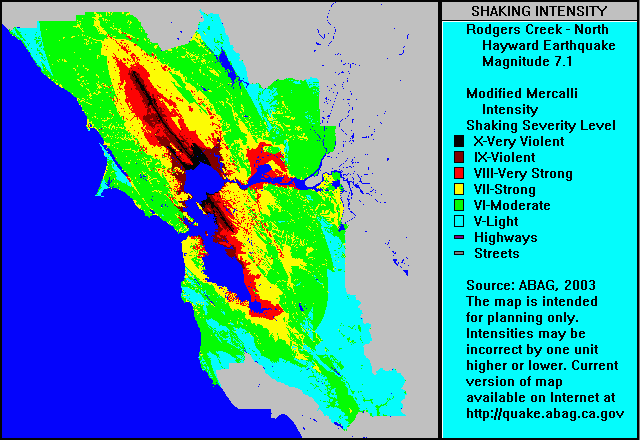 SHAKING INTENSITY
Rodgers Creek - North
Hayward Earthquake
Magnitude 7.1
Modified Mercalli
Intensity
Shaking Severity Level
X-Very Violent
IX-Violent
VIII-Very Strong
VII-Strong
VI-Moderate
V-Light
Highways
Streets
Source: ABAG, 2003
The map is intended
for planning only.
Intensities may be
incorrect by one unit
higher or lower. Current
version of map
available on Internet at
http://quake.abag.ca.gov